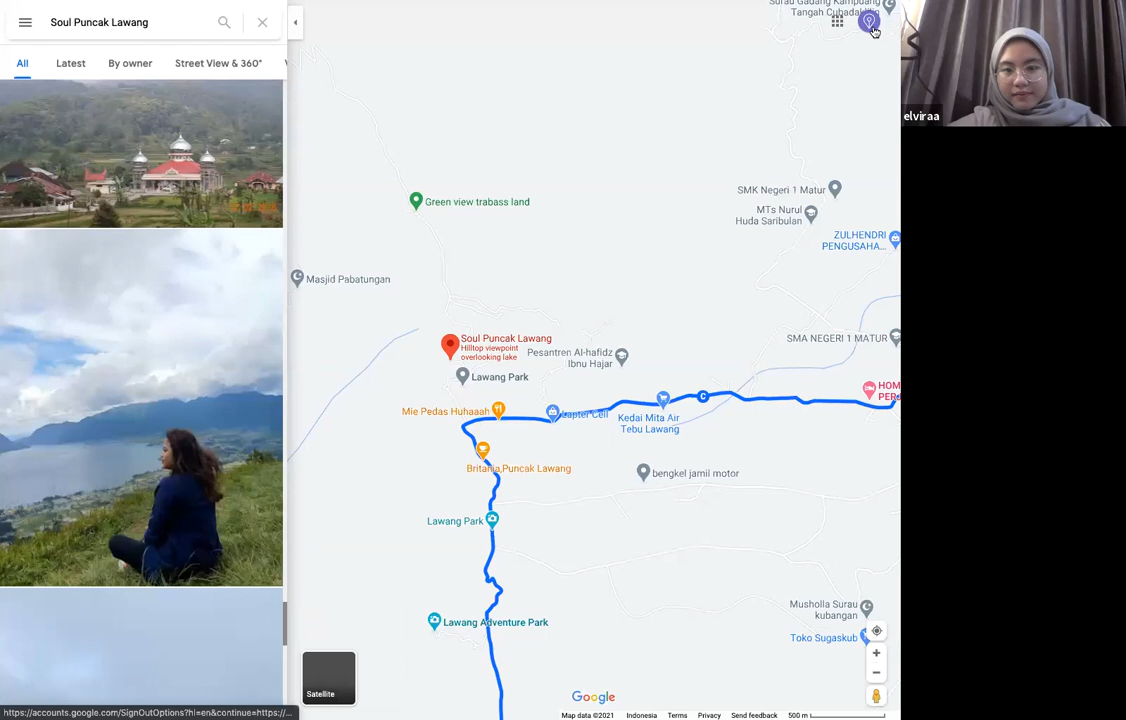 Soul Puncak Lawang
All
Latest
By owner
Street View & 360°
Surau Gadang Kampuang
Tangah Cubadak Lilin
elviraa
SMK Negeri 1 Matur
Green view trabass land
MTs Nurul
Huda Saribulan
ZULHENDRI
PENGUSAHA...
Masjid Pabatungan
Soul Puncak Lawang
Hilltop viewpoint
overlooking lake
Pesantren Al-hafidz
Ibnu Hajar
SMA NEGERI 1 MATUR
Lawang Park
HOM
PER
C
Mie Pedas Huhaaah
Laptel Cell
Kedai Mita Air
Tebu Lawang
Britania,Puncak Lawang
bengkel jamil motor
Lawang Park
Musholla Surau
kubangan
Lawang Adventure Park
Toko Sugaskub
Satellite
Google
https://accounts.google.com/SignOutOptions?hl=en&continue=https://...
Map data ©2021
Indonesia
Terms
Privacy
Send feedback
500 m